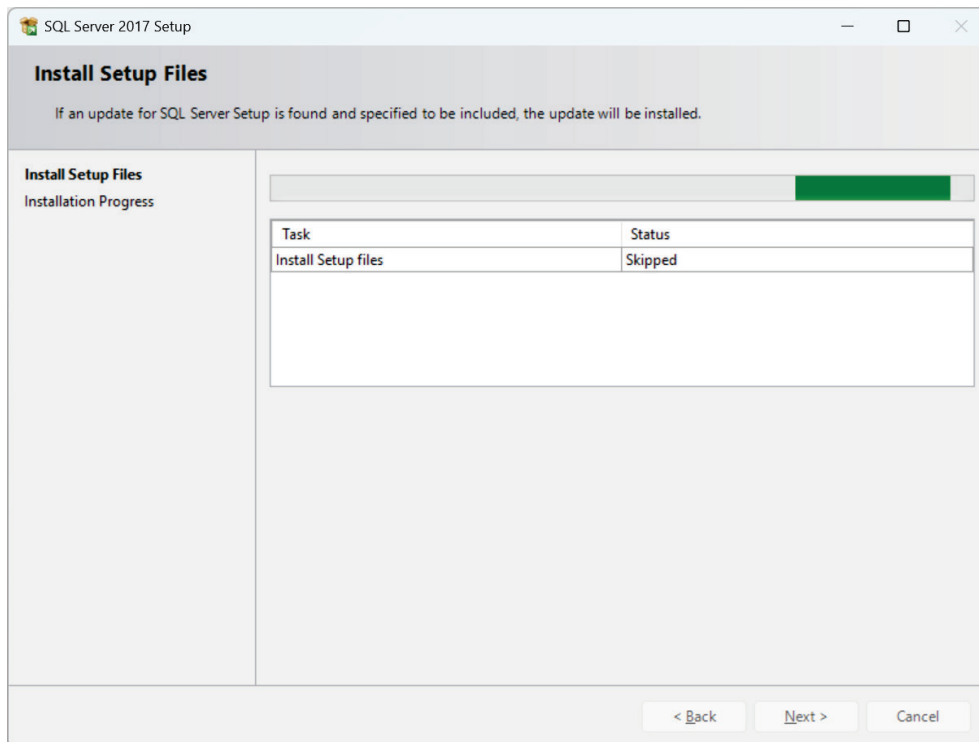 SQL Server 2017 Setup
Install Setup Files
If an update for SQL Server Setup is found and specified to be included, the update will be installed.
Install Setup Files
Installation Progress
Task Status
Install Setup files Skipped
< Back Next > Cancel